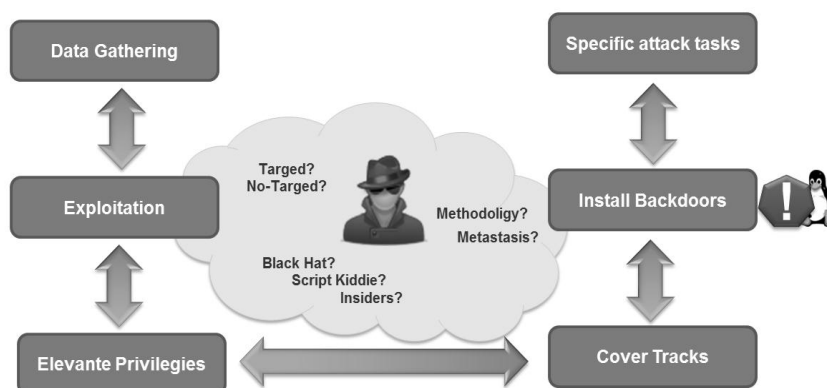 Data Gathering
Specific attack tasks
Targed?
No-Targed?
Exploitation
Methodoligy?
Metastasis?
Install Backdoors
!
Black Hat?
Script Kiddie?
Insiders?
Elevante Privilegies
Cover Tracks